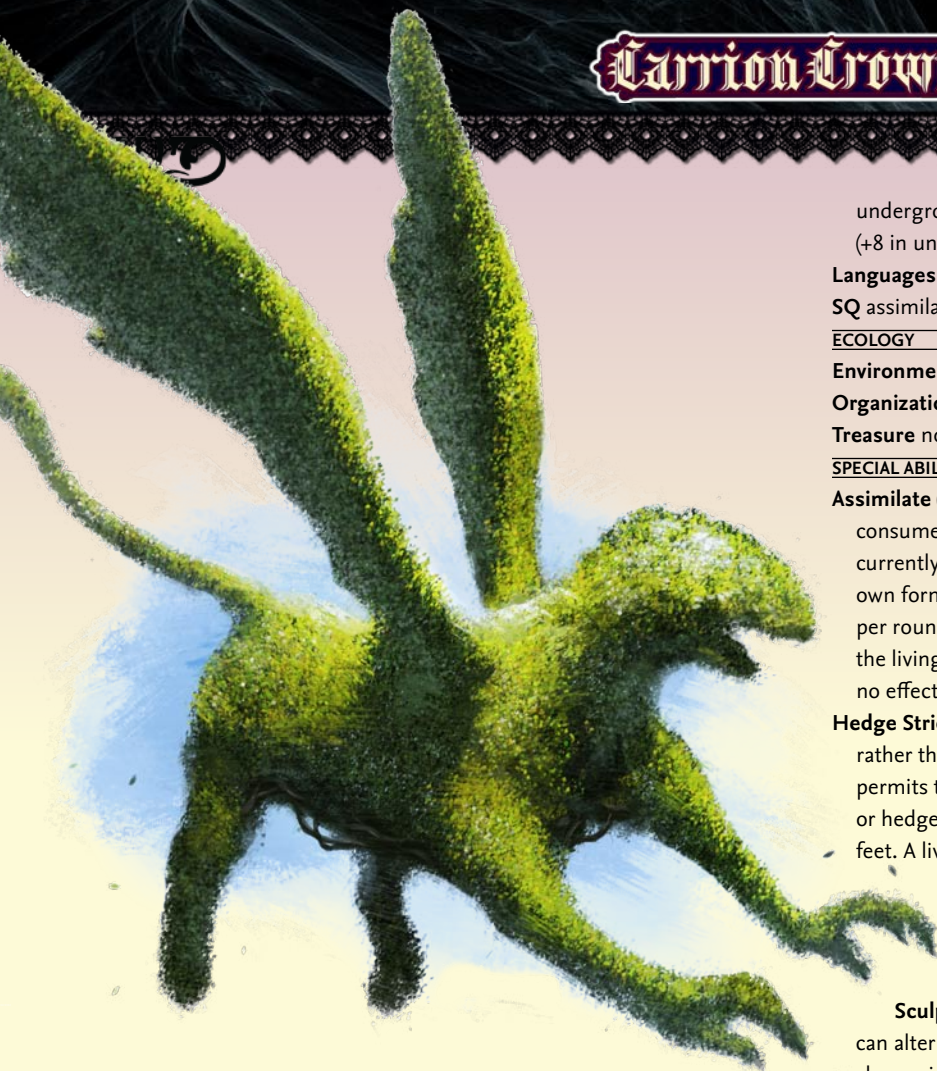 Carrion Crow
undergro
(+8 in un
Languages
SQ assimila
ECOLOGY
Environme
Organizatio
Treasure no
SPECIAL ABIL
Assimilate
consume
currently
own form
per roun
the living
no effect
Hedge Stri
rather th
permits t
or hedge
feet. A liv
Sculp
can alter